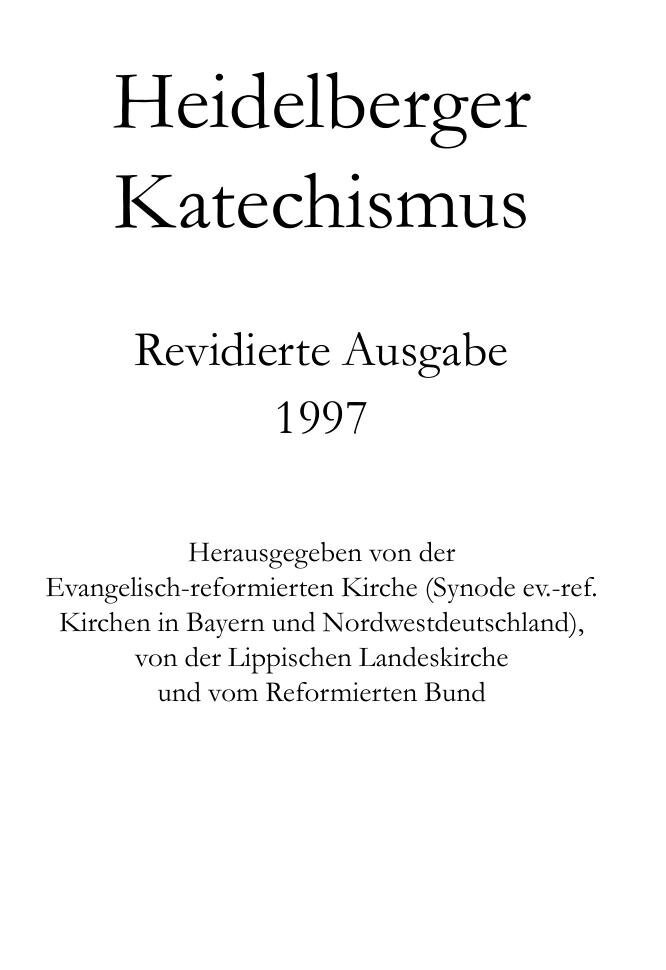 Heidelberger
Katechismus
Revidierte Ausgabe
1997
Herausgegeben von der
Evangelisch-reformierten Kirche (Synode ev.-ref.
Kirchen in Bayern und Nordwestdeutschland),
von der Lippischen Landeskirche
und vom Reformierten Bund